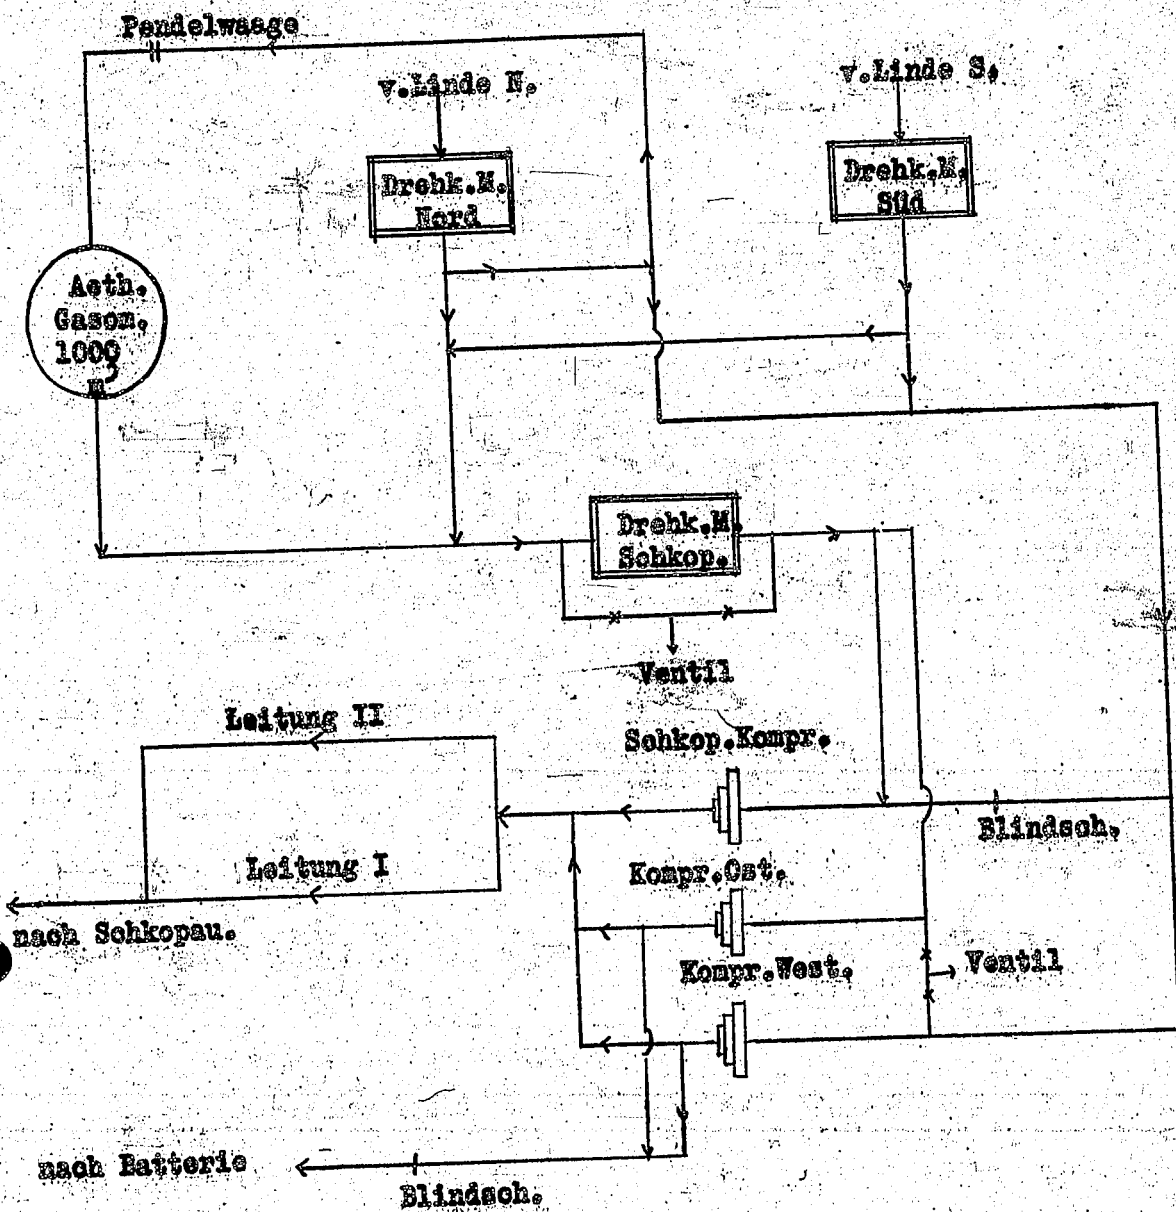 Pendelwaage
v.Linde N.
v.Linde S.
Drehk.M.
Nord
Drehk.M.
Süd
Aeth.
Gasom.
1000
m³
Drehk.M.
Schkop.
Ventil
Leitung II
Schkop.Kompr.
Blindsch.
Leitung I
Kompr.Ost.
nach Schkopau.
Kompr.West.
Ventil
nach Batterie
Blindsch.